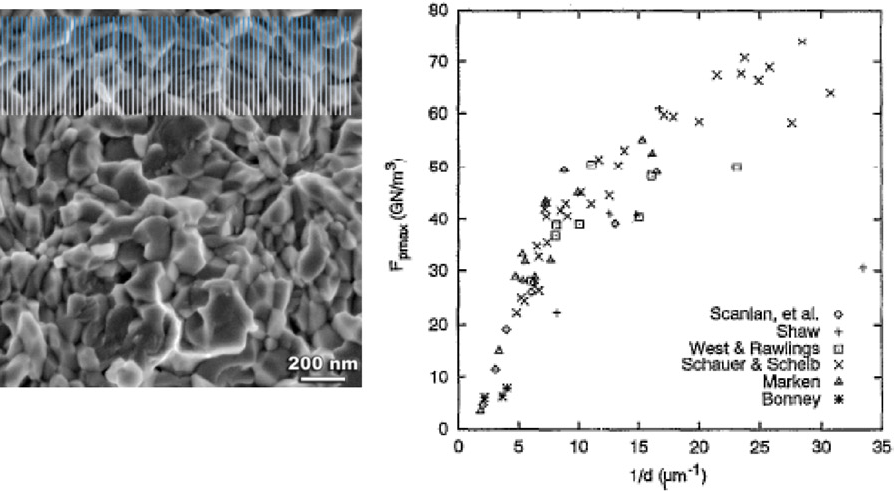 200 nm
80
70
60
50
40
30
20
10
0
Fpmax (GN/m³)
Scanlan, et al.
Shaw
West & Rawlings
Schauer & Schelb
Marken
Bonney
0 5 10 15 20 25 30 35
1/d (µm⁻¹)